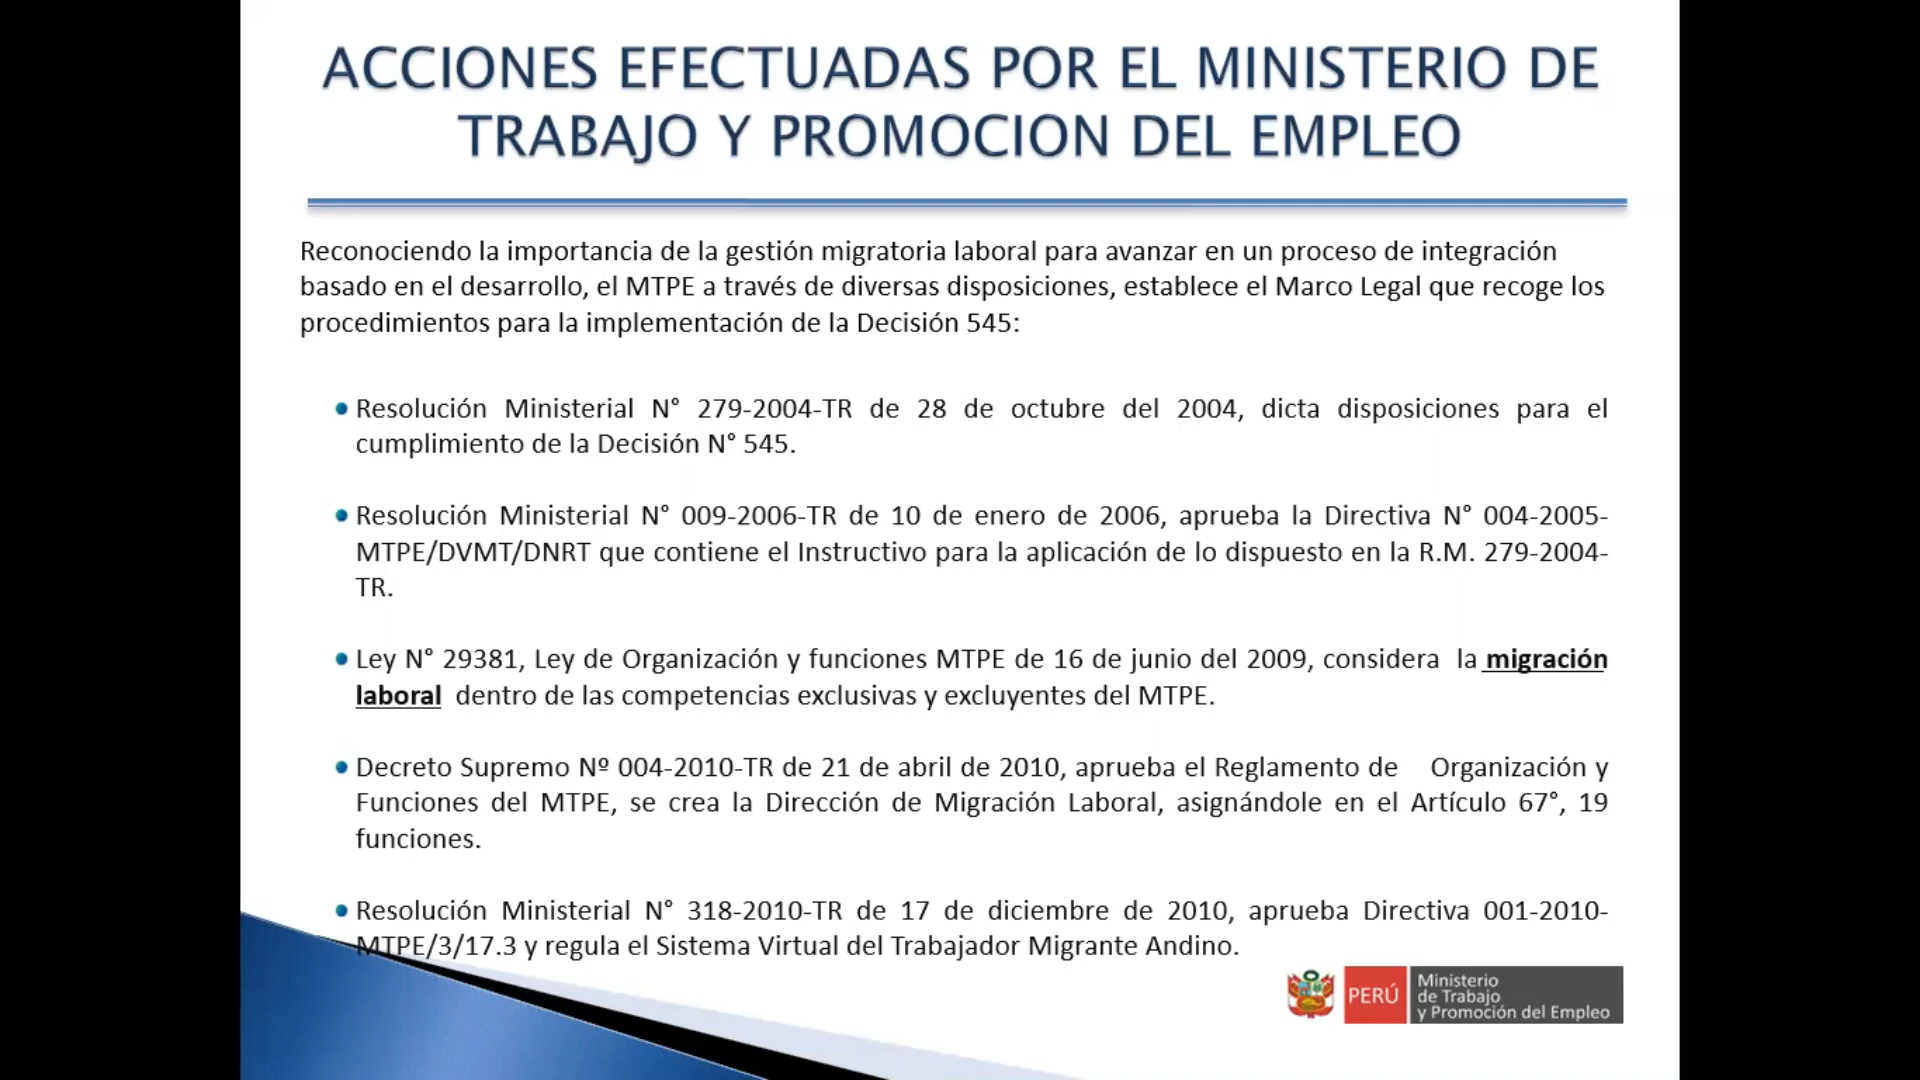 ACCIONES EFECTUADAS POR EL MINISTERIO DE
TRABAJO Y PROMOCION DEL EMPLEO
Reconociendo la importancia de la gestión migratoria laboral para avanzar en un proceso de integración
basado en el desarrollo, el MTPE a través de diversas disposiciones, establece el Marco Legal que recoge los
procedimientos para la implementación de la Decisión 545:
Resolución Ministerial N° 279-2004-TR de 28 de octubre del 2004, dicta disposiciones para el
cumplimiento de la Decisión N° 545.
Resolución Ministerial N° 009-2006-TR de 10 de enero de 2006, aprueba la Directiva N° 004-2005-
MTPE/DVMT/DNRT que contiene el Instructivo para la aplicación de lo dispuesto en la R.M. 279-2004-
TR.
Ley N° 29381, Ley de Organización y funciones MTPE de 16 de junio del 2009, considera la migración
laboral dentro de las competencias exclusivas y excluyentes del MTPE.
Decreto Supremo Nº 004-2010-TR de 21 de abril de 2010, aprueba el Reglamento de Organización y
Funciones del MTPE, se crea la Dirección de Migración Laboral, asignándole en el Artículo 67°, 19
funciones.
Resolución Ministerial N° 318-2010-TR de 17 de diciembre de 2010, aprueba Directiva 001-2010-
MTPE/3/17.3 y regula el Sistema Virtual del Trabajador Migrante Andino.
PERÚ
Ministerio
de Trabajo
y Promoción del Empleo